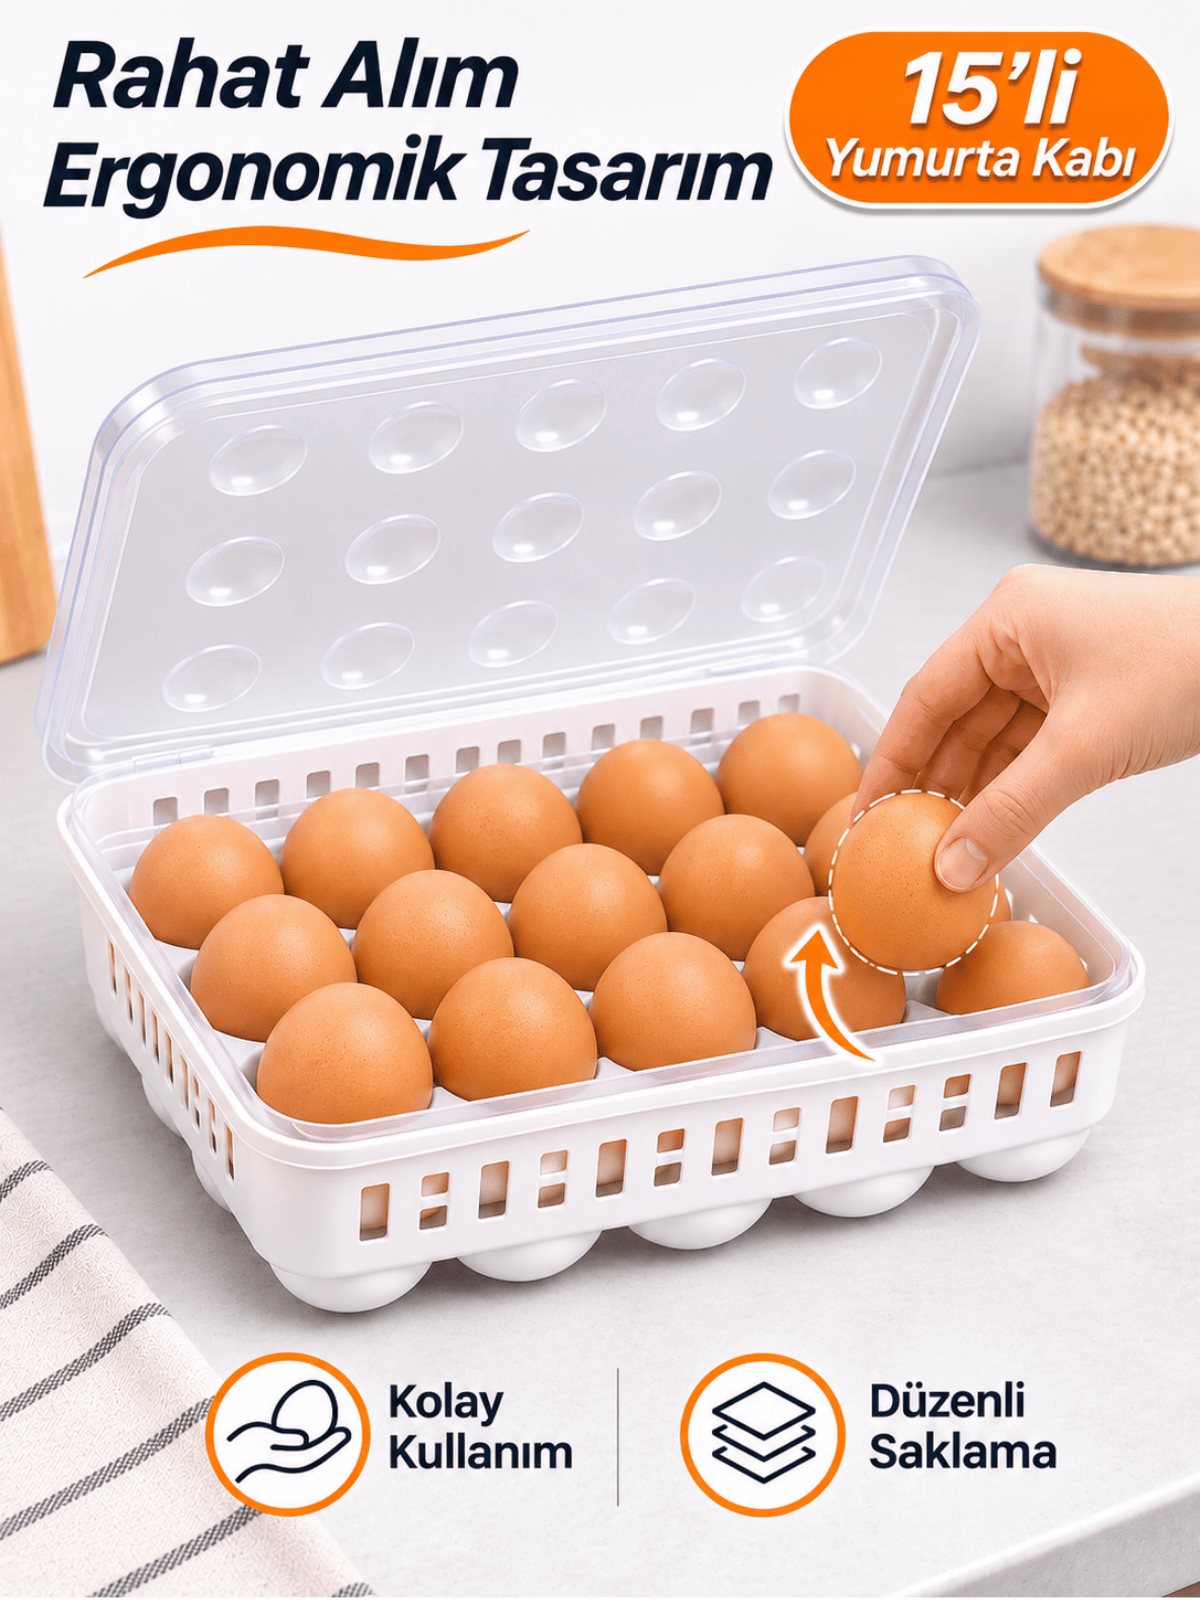 Rahat Alım
Ergonomik Tasarım
15'li
Yumurta Kabı
Kolay
Kullanım
Düzenli
Saklama